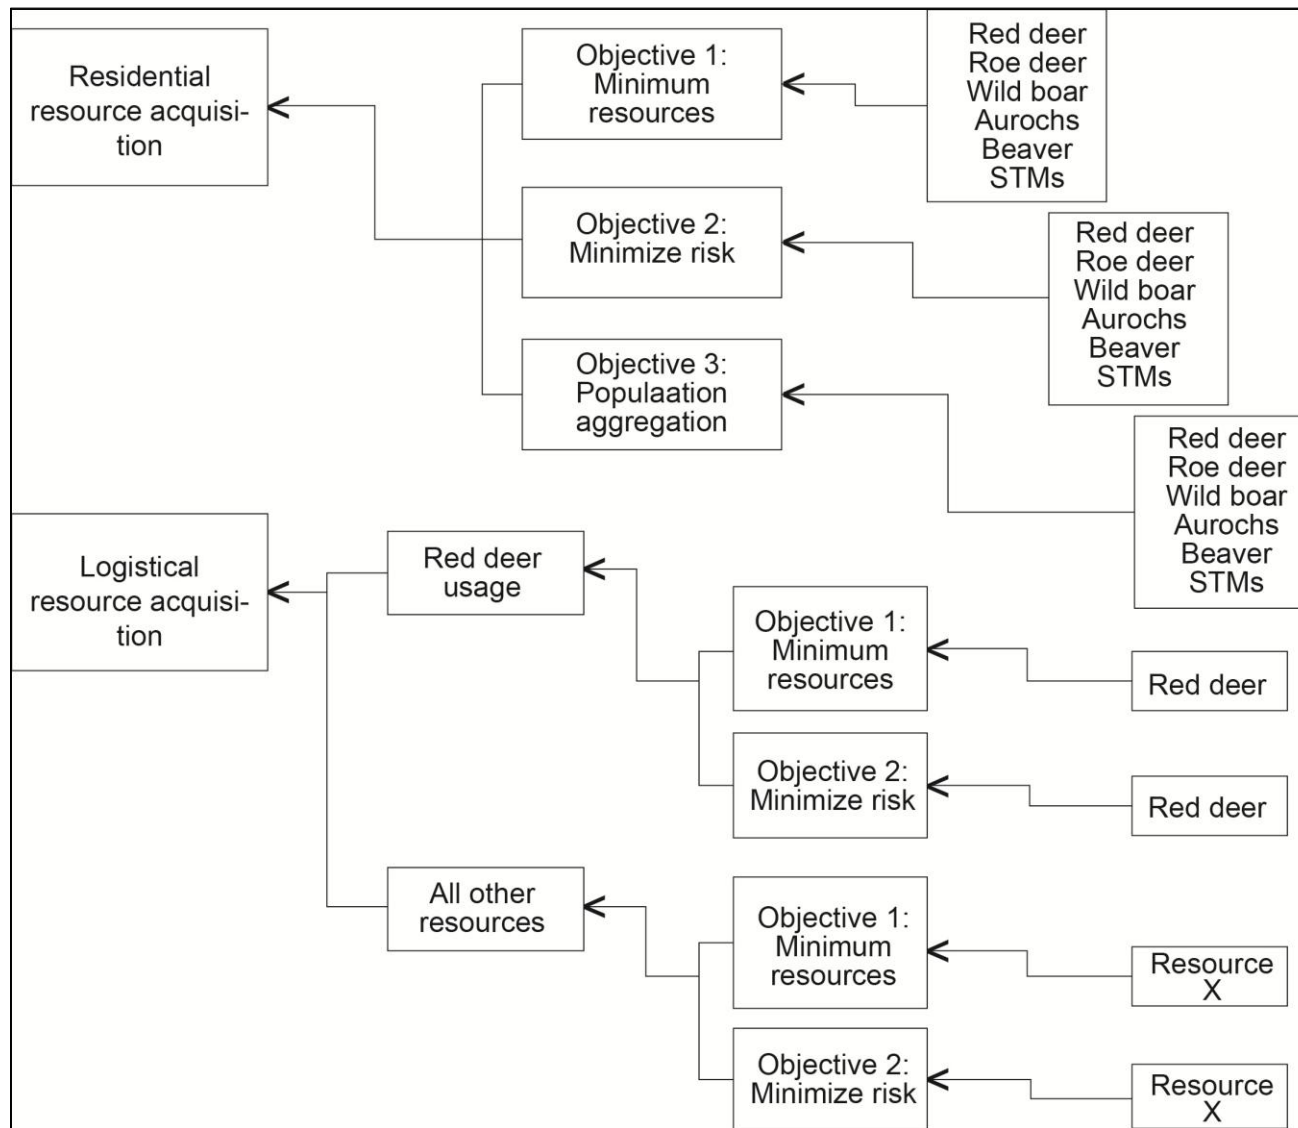 Residential
resource acquisi-
tion
Objective 1:
Minimum
resources
Red deer
Roe deer
Wild boar
Aurochs
Beaver
STMs
Objective 2:
Minimize risk
Red deer
Roe deer
Wild boar
Aurochs
Beaver
STMs
Objective 3:
Populaation
aggregation
Red deer
Roe deer
Wild boar
Aurochs
Beaver
STMs
Logistical
resource acquisi-
tion
Red deer
usage
Objective 1:
Minimum
resources
Red deer
Objective 2:
Minimize risk
Red deer
All other
resources
Objective 1:
Minimum
resources
Resource
X
Objective 2:
Minimize risk
Resource
X